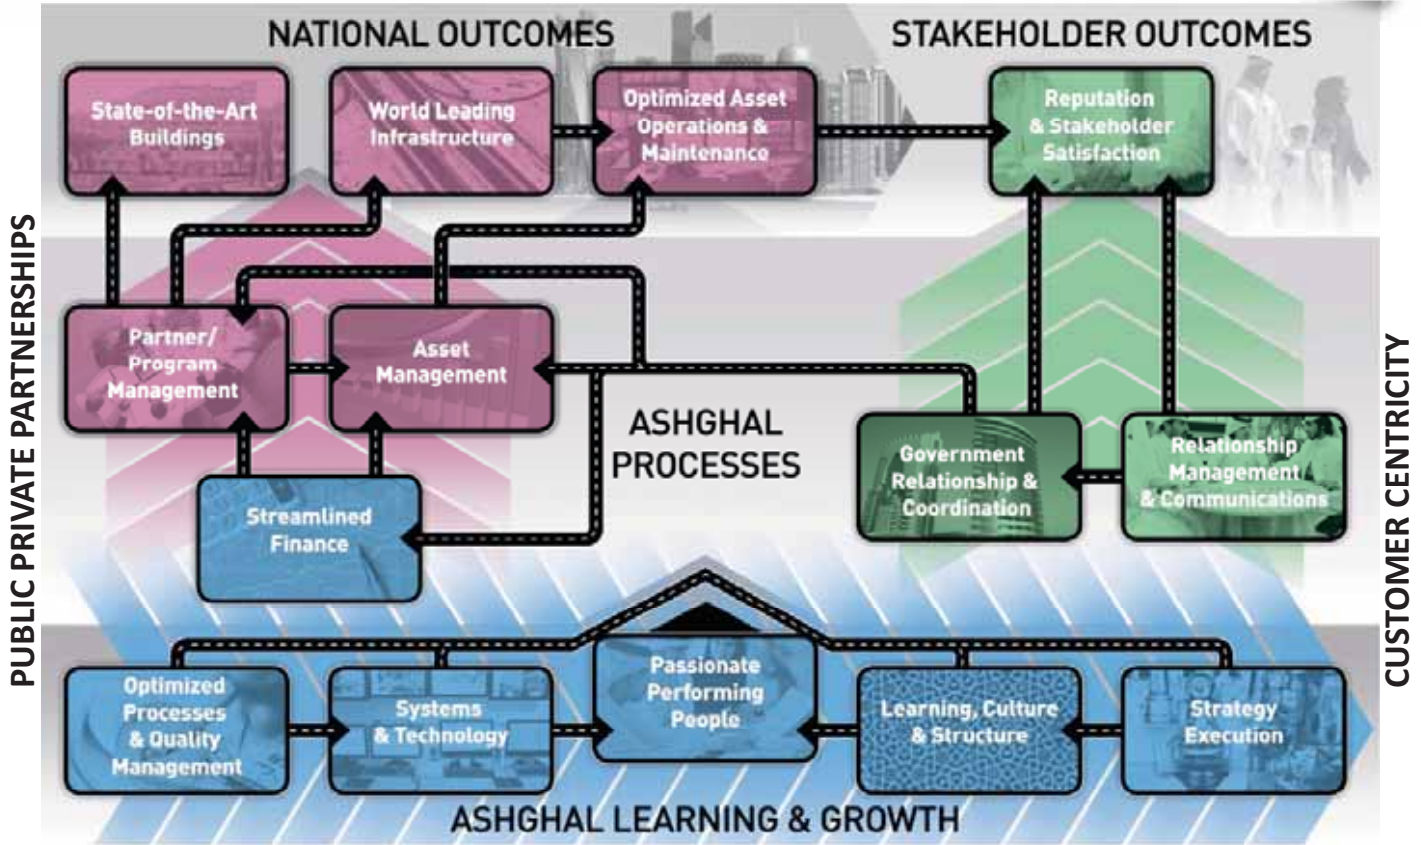 NATIONAL OUTCOMES
STAKEHOLDER OUTCOMES
State-of-the-Art
Buildings
World Leading
Infrastructure
Optimized Asset
Operations &
Maintenance
Reputation
& Stakeholder
Satisfaction
PUBLIC PRIVATE PARTNERSHIPS
Partner/
Program
Management
Asset
Management
ASHGHAL
PROCESSES
Government
Relationship &
Coordination
Relationship
Management
& Communications
CUSTOMER CENTRICITY
Streamlined
Finance
Optimized
Processes
& Quality
Management
Systems
& Technology
Passionate
Performing
People
Learning, Culture
& Structure
Strategy
Execution
ASHGHAL LEARNING & GROWTH